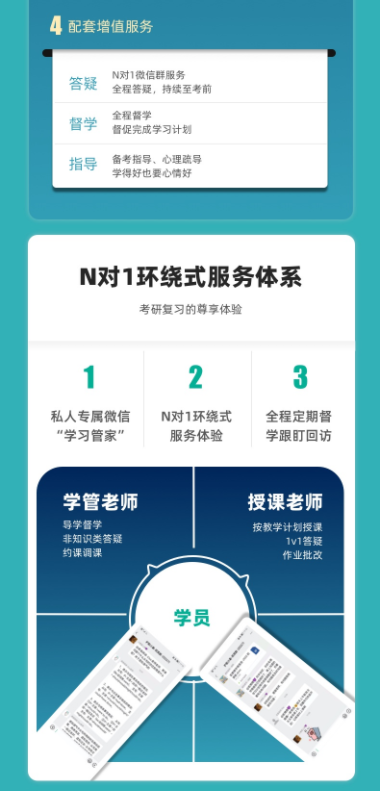 4 配套增值服务
答疑
N对1微信群服务
全程答疑，持续至考前
督学
全程督学
督促完成学习计划
指导
备考指导、心理疏导
学得好也要心情好
N对1环绕式服务体系
考研复习的尊享体验
1
私人专属微信
“学习管家”
2
N对1环绕式
服务体验
3
全程定期督
学跟盯回访
学管老师
导学督学
非知识类答疑
约课调课
授课老师
按教学计划授课
1v1答疑
作业批改
学员